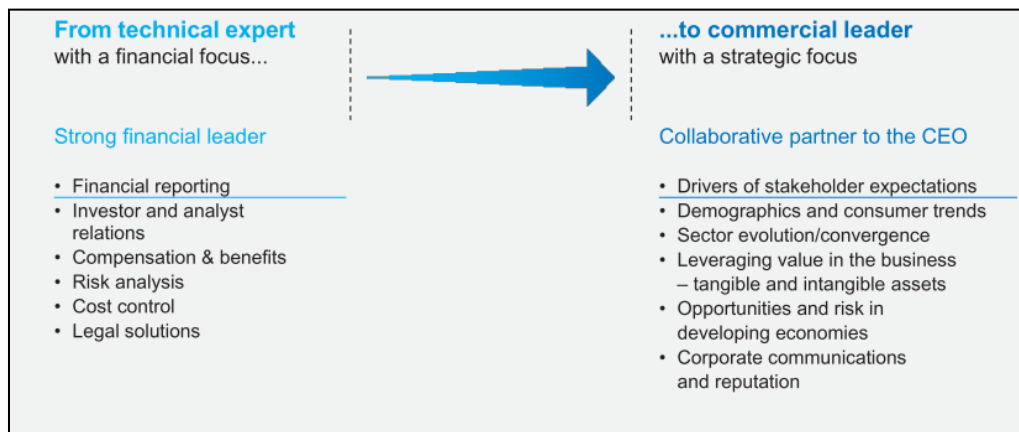 From technical expert
with a financial focus...
Strong financial leader
• Financial reporting
• Investor and analyst
relations
• Compensation & benefits
• Risk analysis
• Cost control
• Legal solutions
...to commercial leader
with a strategic focus
Collaborative partner to the CEO
• Drivers of stakeholder expectations
• Demographics and consumer trends
• Sector evolution/convergence
• Leveraging value in the business
– tangible and intangible assets
• Opportunities and risk in
developing economies
• Corporate communications
and reputation